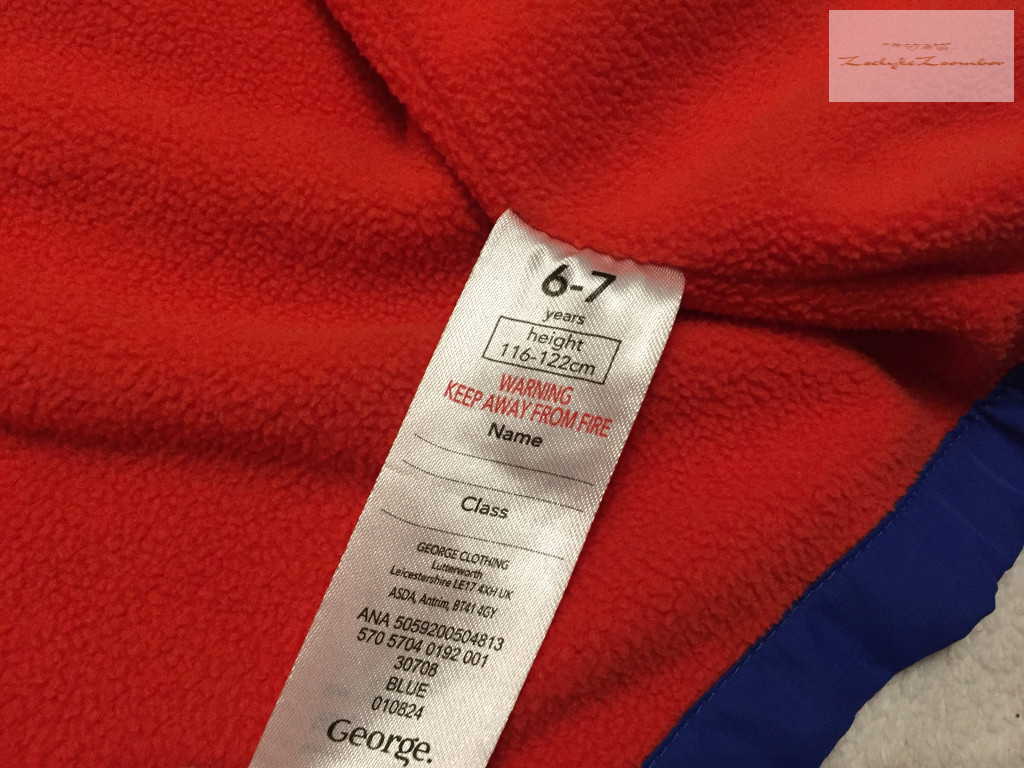 6-7
years
height
116-122cm
WARNING
KEEP AWAY FROM FIRE
Name
Class
GEORGE CLOTHING
Lutterworth
Leicestershire LE17 4XH UK
ASDA, Antrim, BT41 4GY
ANA 5059200504813
570 5704 0192 001
30708
BLUE
010824
George.